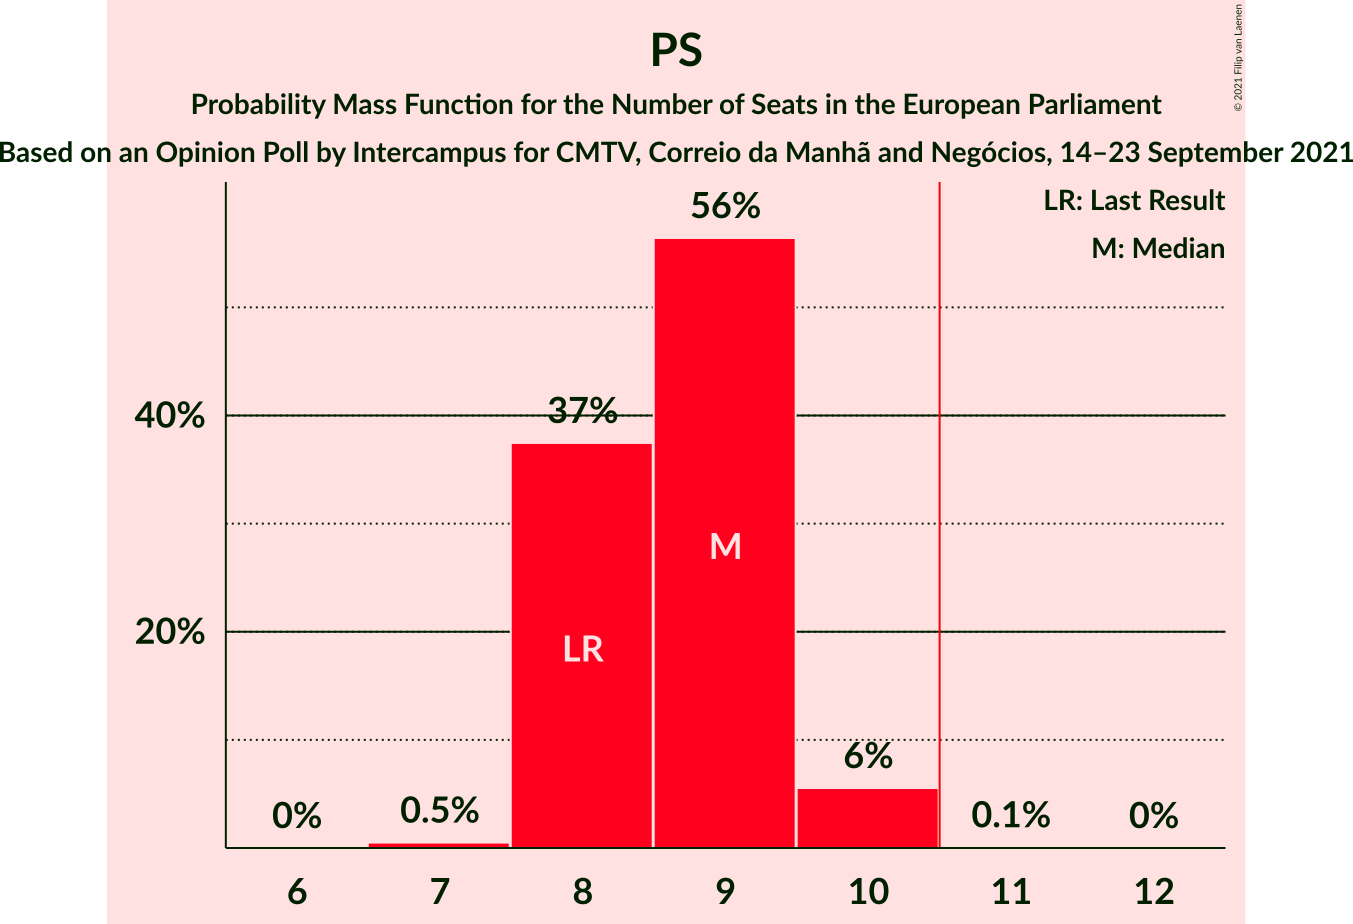 PS
Probability Mass Function for the Number of Seats in the European Parliament
Based on an Opinion Poll by Intercampus for CMTV, Correio da Manhã and Negócios, 14–23 September 2021
© 2021 Filip van Laenen
LR: Last Result
M: Median
56%
40%
37%
M
20%
LR
6%
0%
0.5%
0.1%
0%
6 7 8 9 10 11 12